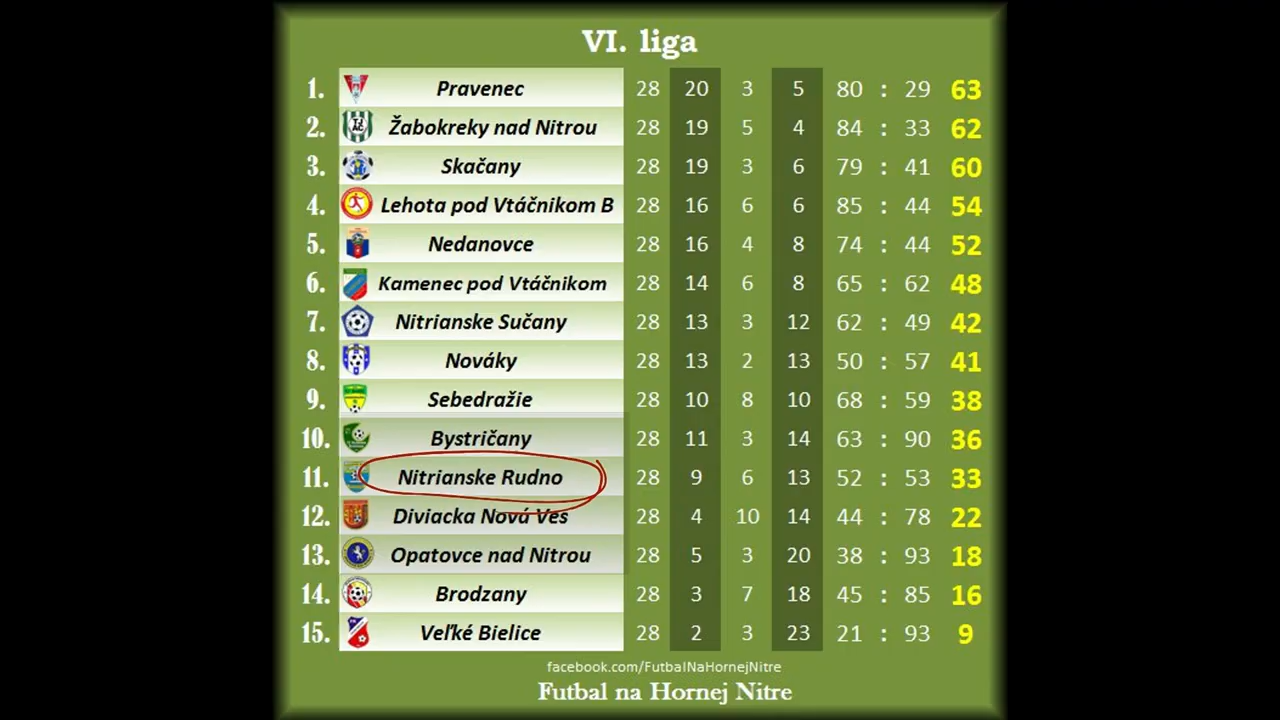 VI. liga
1. Pravenec 28 20 3 5 80 : 29 63
2. Žabokreky nad Nitrou 28 19 5 4 84 : 33 62
3. Skačany 28 19 3 6 79 : 41 60
4. Lehota pod Vtáčnikom B 28 16 6 6 85 : 44 54
5. Nedanovce 28 16 4 8 74 : 44 52
6. Kamenec pod Vtáčnikom 28 14 6 8 65 : 62 48
7. Nitrianske Sučany 28 13 3 12 62 : 49 42
8. Nováky 28 13 2 13 50 : 57 41
9. Sebedražie 28 10 8 10 68 : 59 38
10. Bystričany 28 11 3 14 63 : 90 36
11. Nitrianske Rudno 28 9 6 13 52 : 53 33
12. Diviacka Nová Ves 28 4 10 14 44 : 78 22
13. Opatovce nad Nitrou 28 5 3 20 38 : 93 18
14. Brodzany 28 3 7 18 45 : 85 16
15. Veľké Bielice 28 2 3 23 21 : 93 9
facebook.com/FutbalNaHornejNitre
Futbal na Hornej Nitre